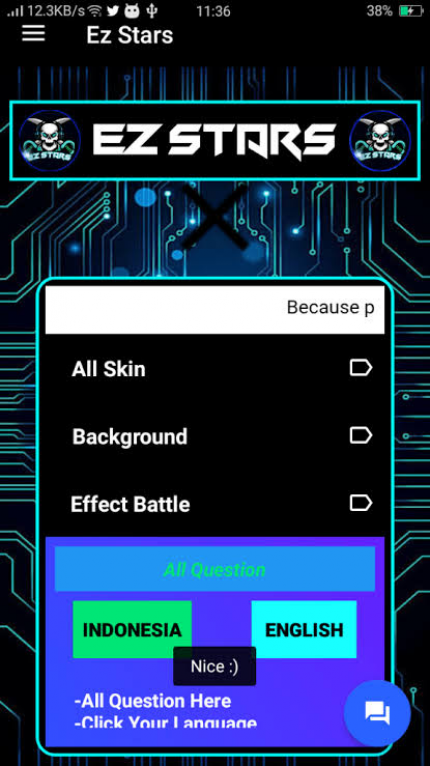 12.3KB/s 11:36 38%
Ez Stars
EZ STARS EZ STARS EZ STARS
Because p
All Skin
Background
Effect Battle
All Question
INDONESIA ENGLISH
Nice :)
-All Question Here
-Click Your Language